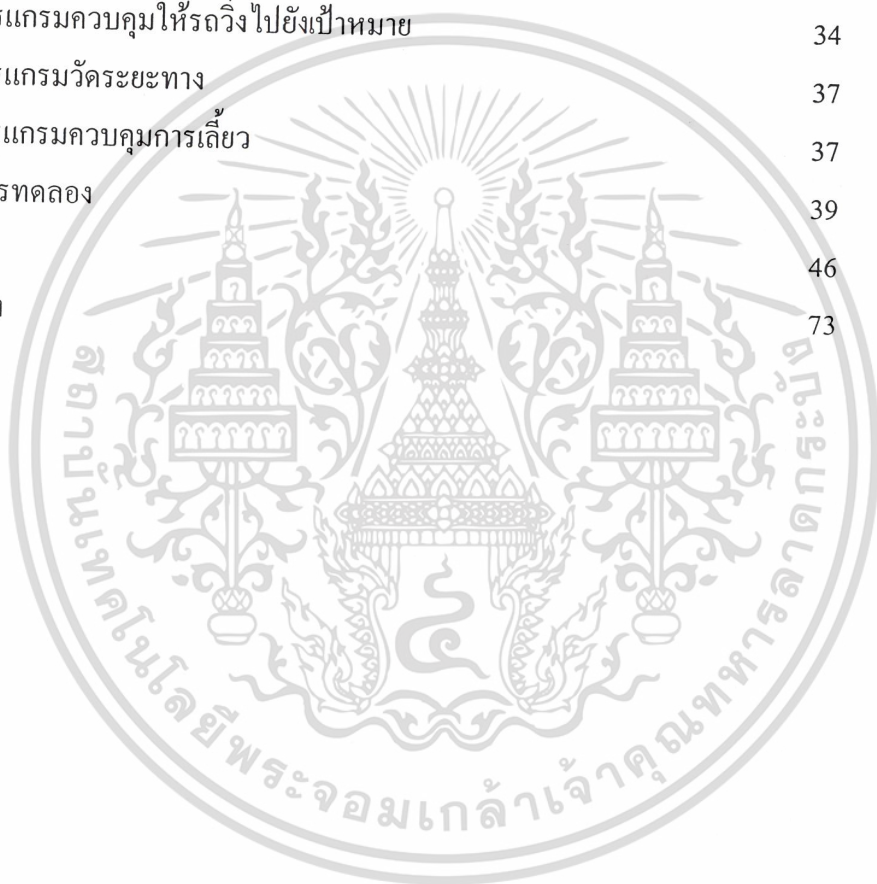 รแกรมควบคุมให้รถวิ่งไปยังเป้าหมาย 34
รแกรมวัดระยะทาง 37
รแกรมควบคุมการเลี้ยว 37
รทดลอง 39
46
73
สถาบันเทคโนโลยีพระจอมเกล้าเจ้าคุณทหารลาดกระบัง